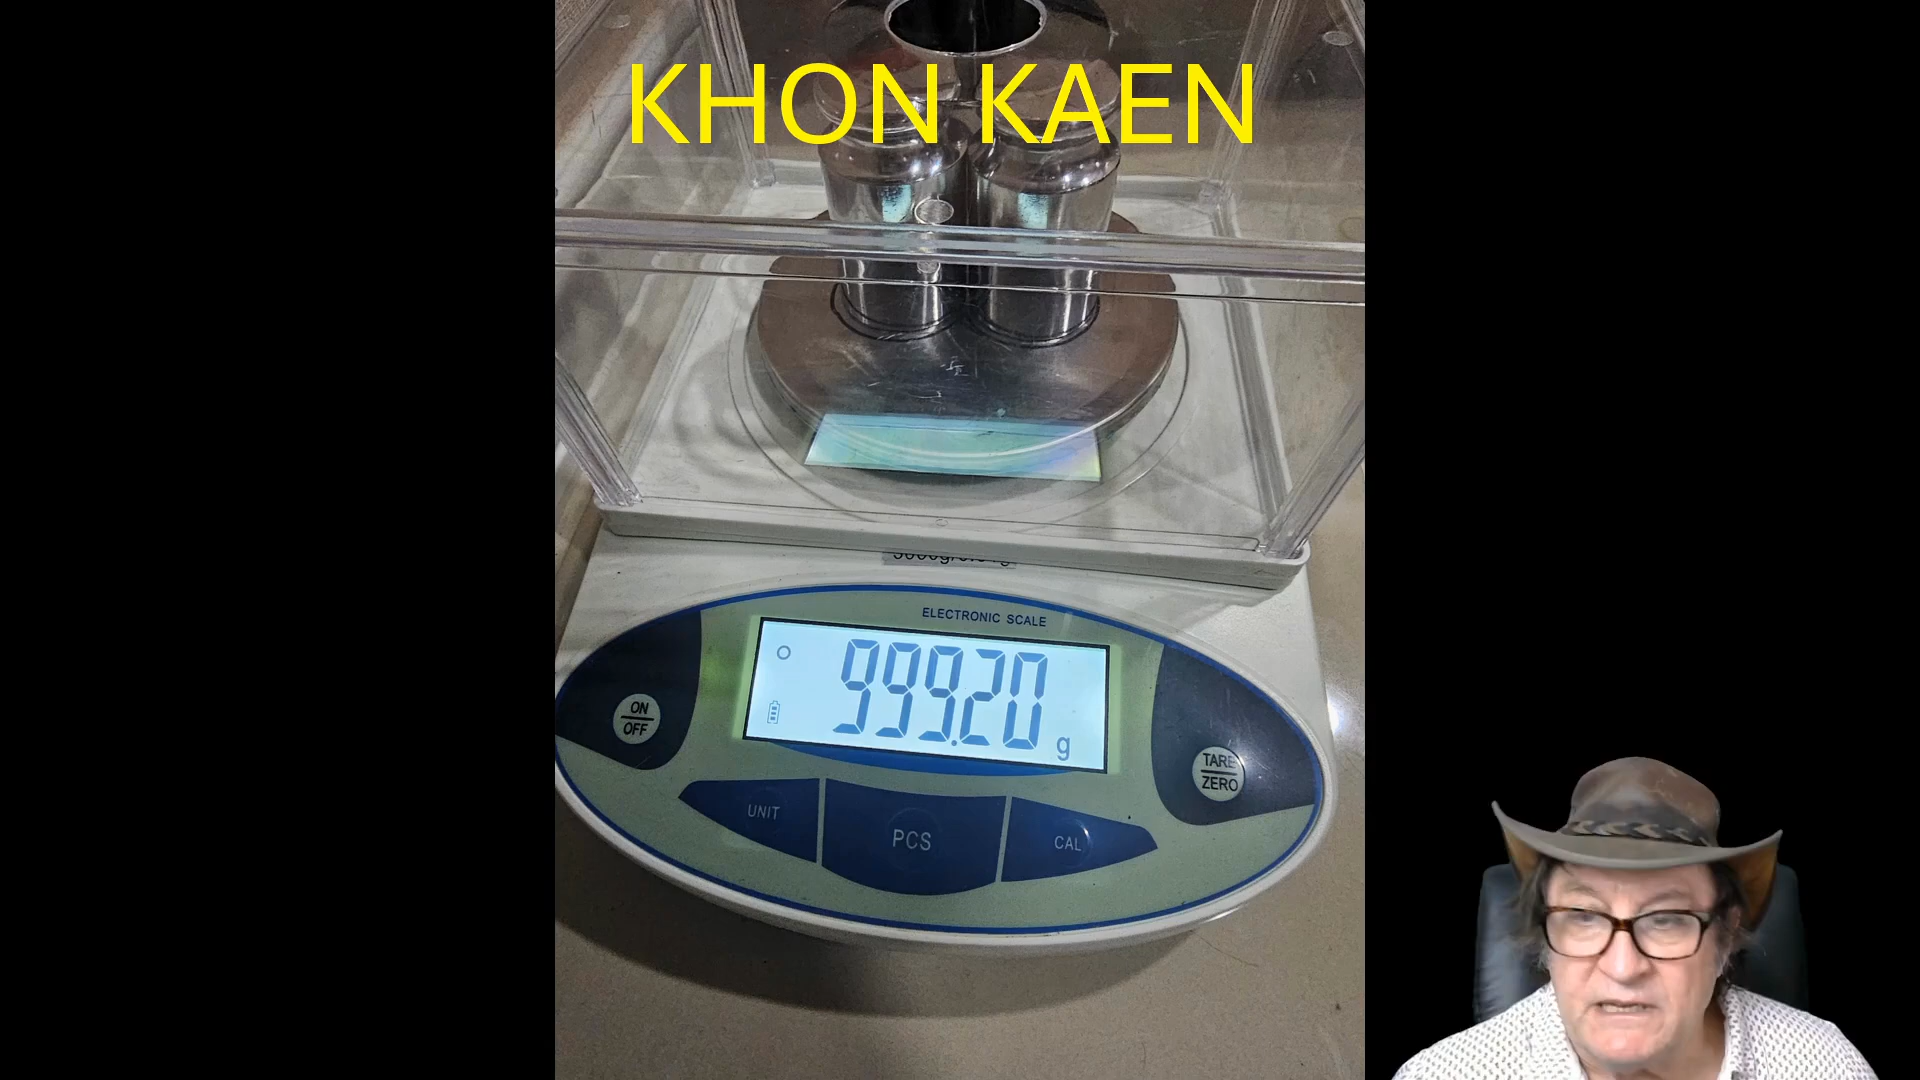 KHON KAEN
ELECTRONIC SCALE
999.20 g
ON
OFF
TARE
ZERO
UNIT
PCS
CAL